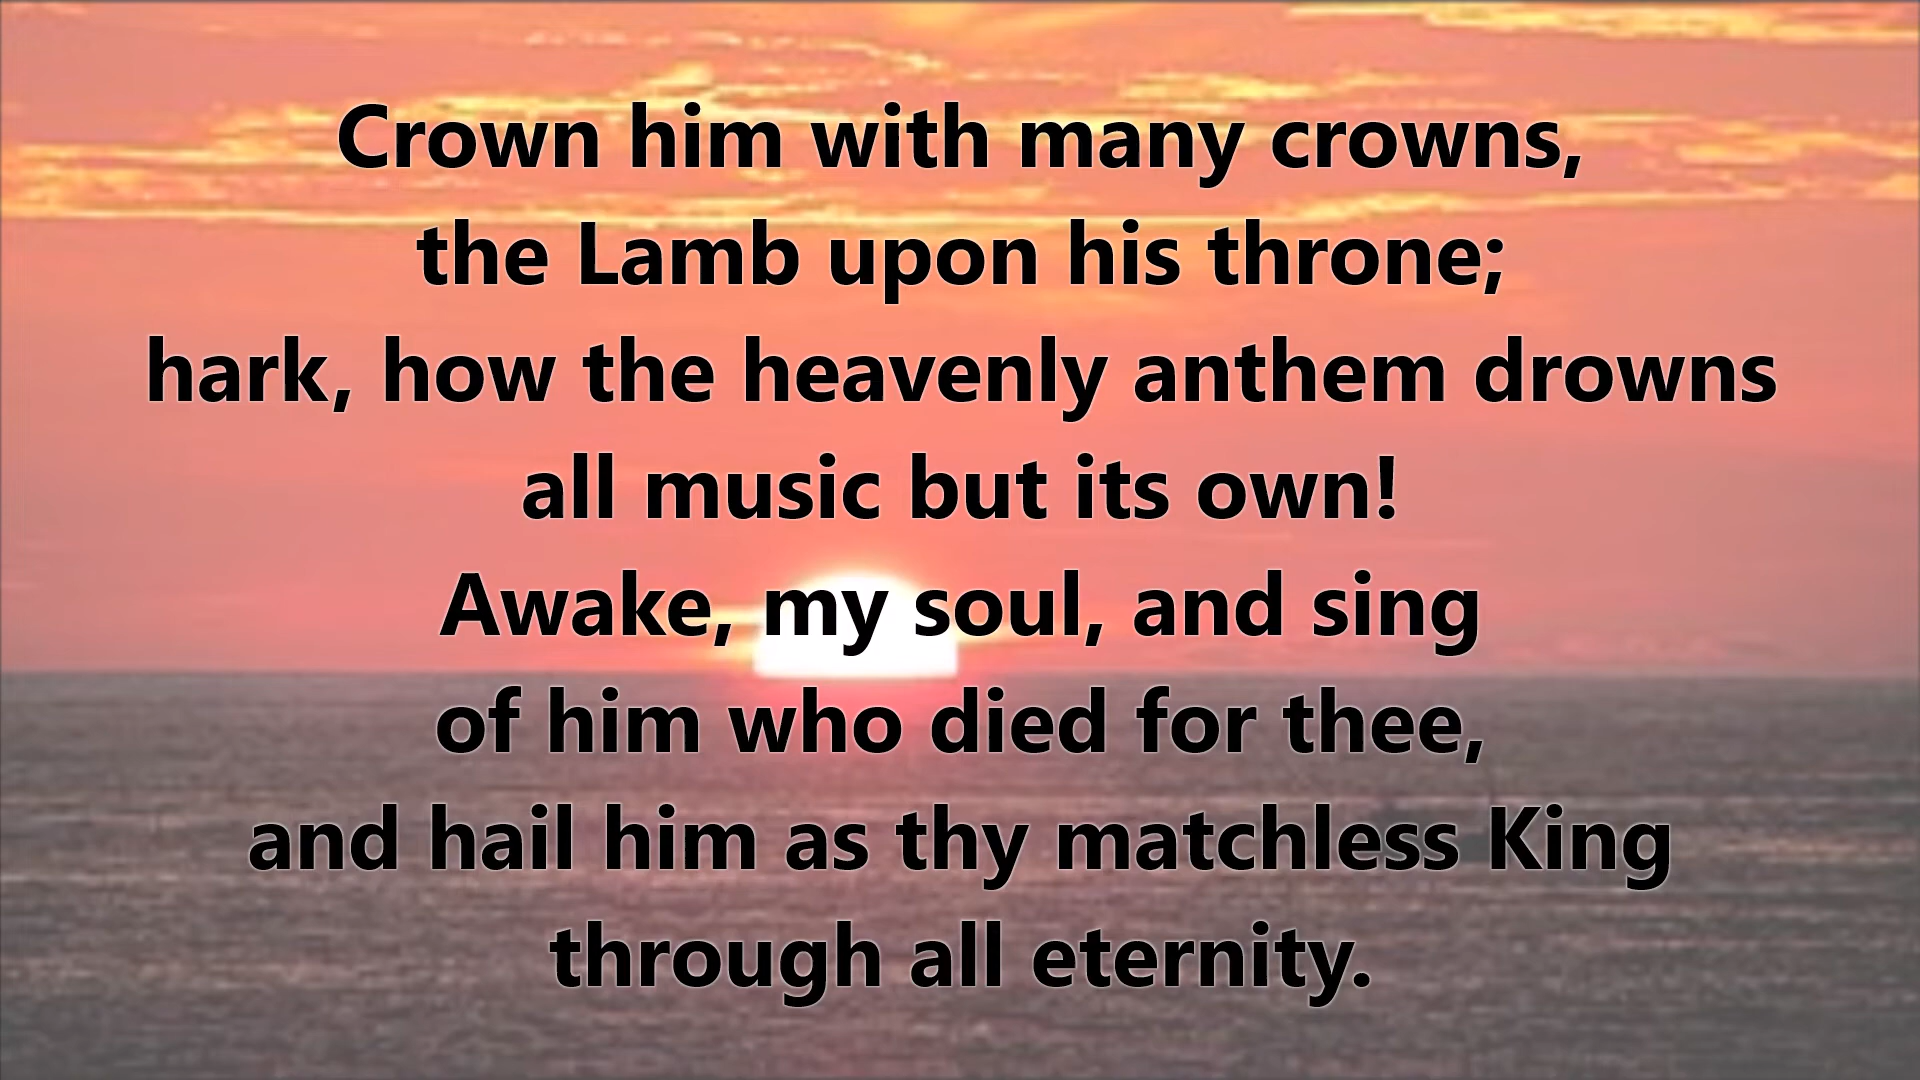 Crown him with many crowns,
the Lamb upon his throne;
hark, how the heavenly anthem drowns
all music but its own!
Awake, my soul, and sing
of him who died for thee,
and hail him as thy matchless King
through all eternity.